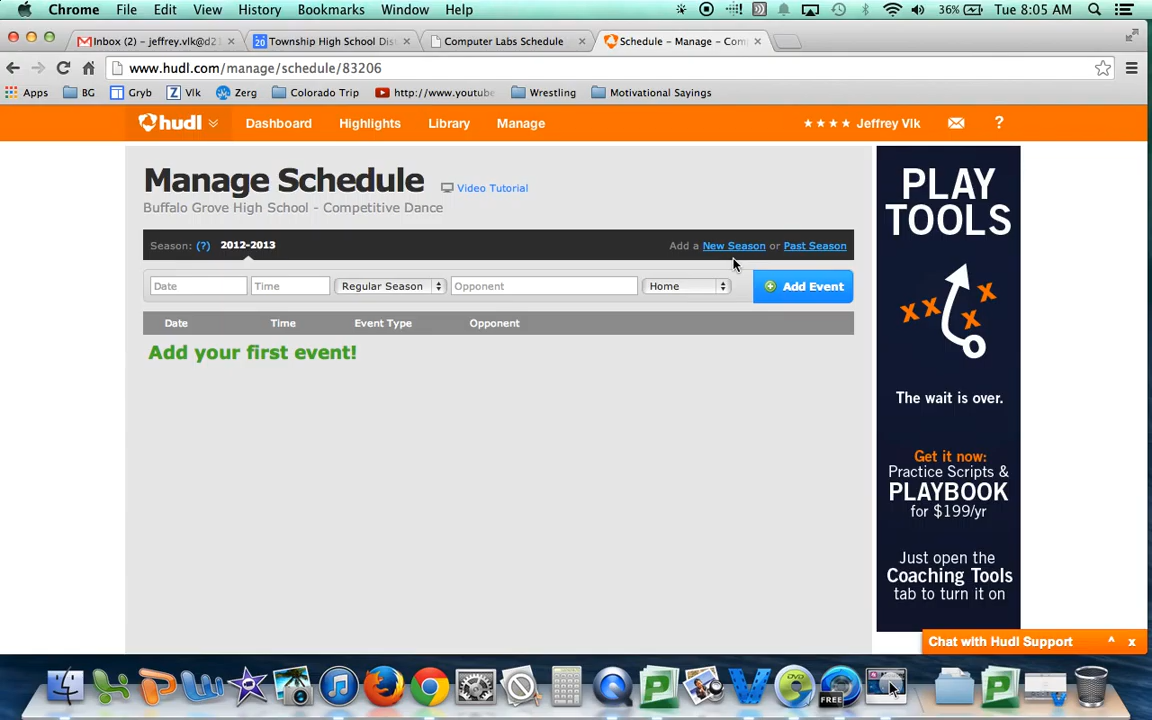 Chrome File Edit View History Bookmarks Window Help 36% Tue 8:05 AM
Inbox (2) - jeffrey.vlk@d21 Township High School Dis Computer Labs Schedule Schedule – Manage – Com
www.hudl.com/manage/schedule/83206
Apps BG Gryb Vlk Zerg Colorado Trip http://www.youtube Wrestling Motivational Sayings
hudl Dashboard Highlights Library Manage Jeffrey Vlk ?
Manage Schedule Video Tutorial
Buffalo Grove High School - Competitive Dance
Season: (?) 2012-2013 Add a New Season or Past Season
Date Time Regular Season Opponent Home Add Event
Date Time Event Type Opponent
Add your first event!
PLAY
TOOLS
X X X X
The wait is over.
Get it now:
Practice Scripts &
PLAYBOOK
for $199/yr
Just open the
Coaching Tools
tab to turn it on
Chat with Hudl Support ^ x
FREE